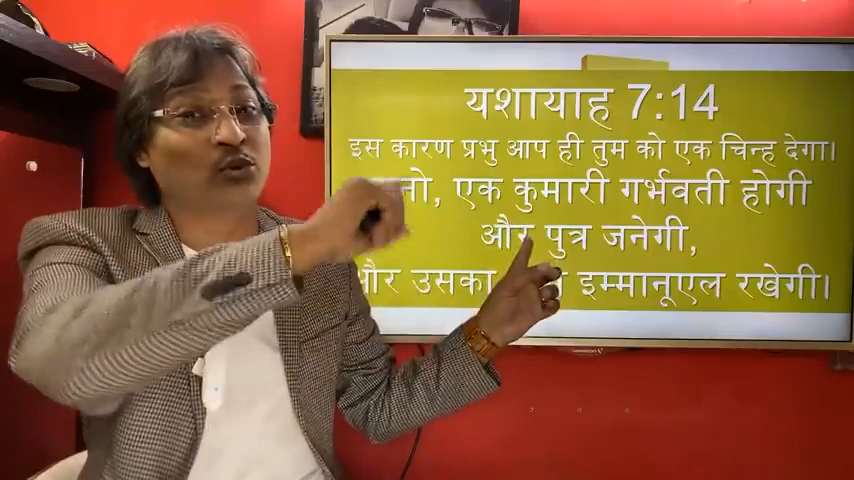 यशायाह 7:14
इस कारण प्रभु आप ही तुम को एक चिन्ह देगा।
नो, एक कुमारी गर्भवती होगी
और पुत्र जनेगी,
और उसका इम्मानूएल रखेगी।